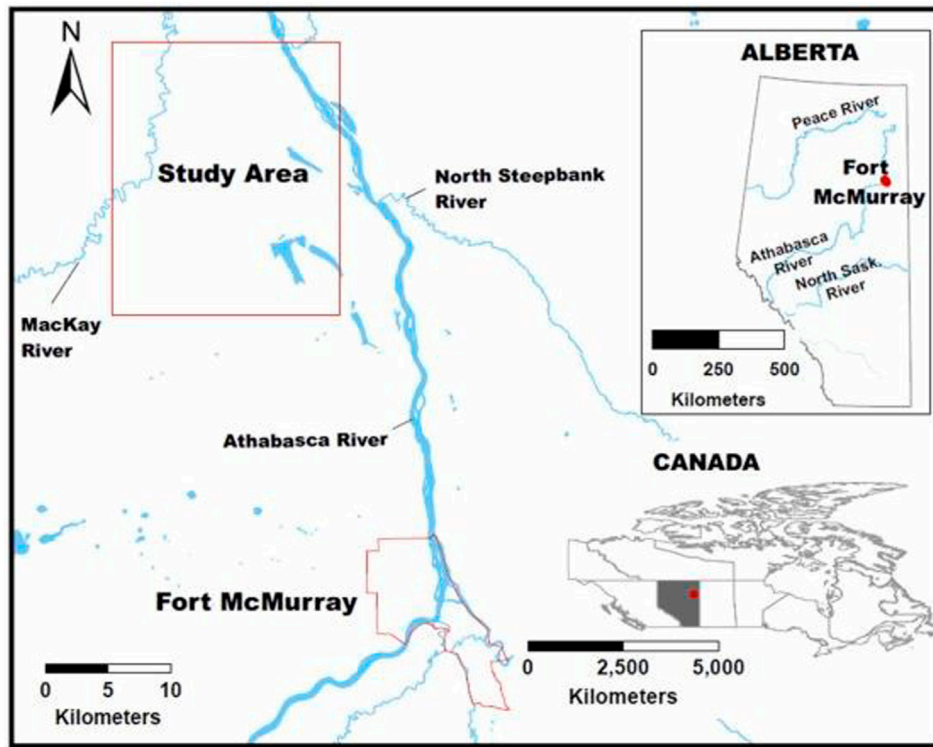 N
Study Area
MacKay
River
North Steepbank
River
Athabasca River
Fort McMurray
0 5 10
Kilometers
ALBERTA
Peace River
Fort
McMurray
Athabasca
River
North Sask.
River
0 250 500
Kilometers
CANADA
0 2,500 5,000
Kilometers